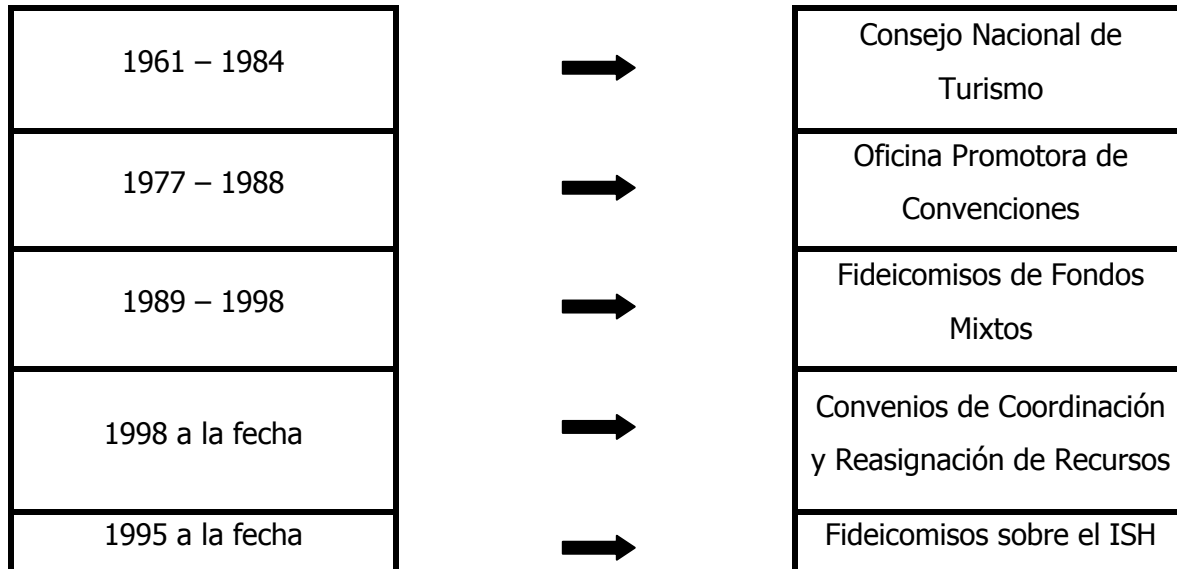 1961 – 1984
Consejo Nacional de
Turismo
1977 – 1988
Oficina Promotora de
Convenciones
1989 – 1998
Fideicomisos de Fondos
Mixtos
1998 a la fecha
Convenios de Coordinación
y Reasignación de Recursos
1995 a la fecha
Fideicomisos sobre el ISH